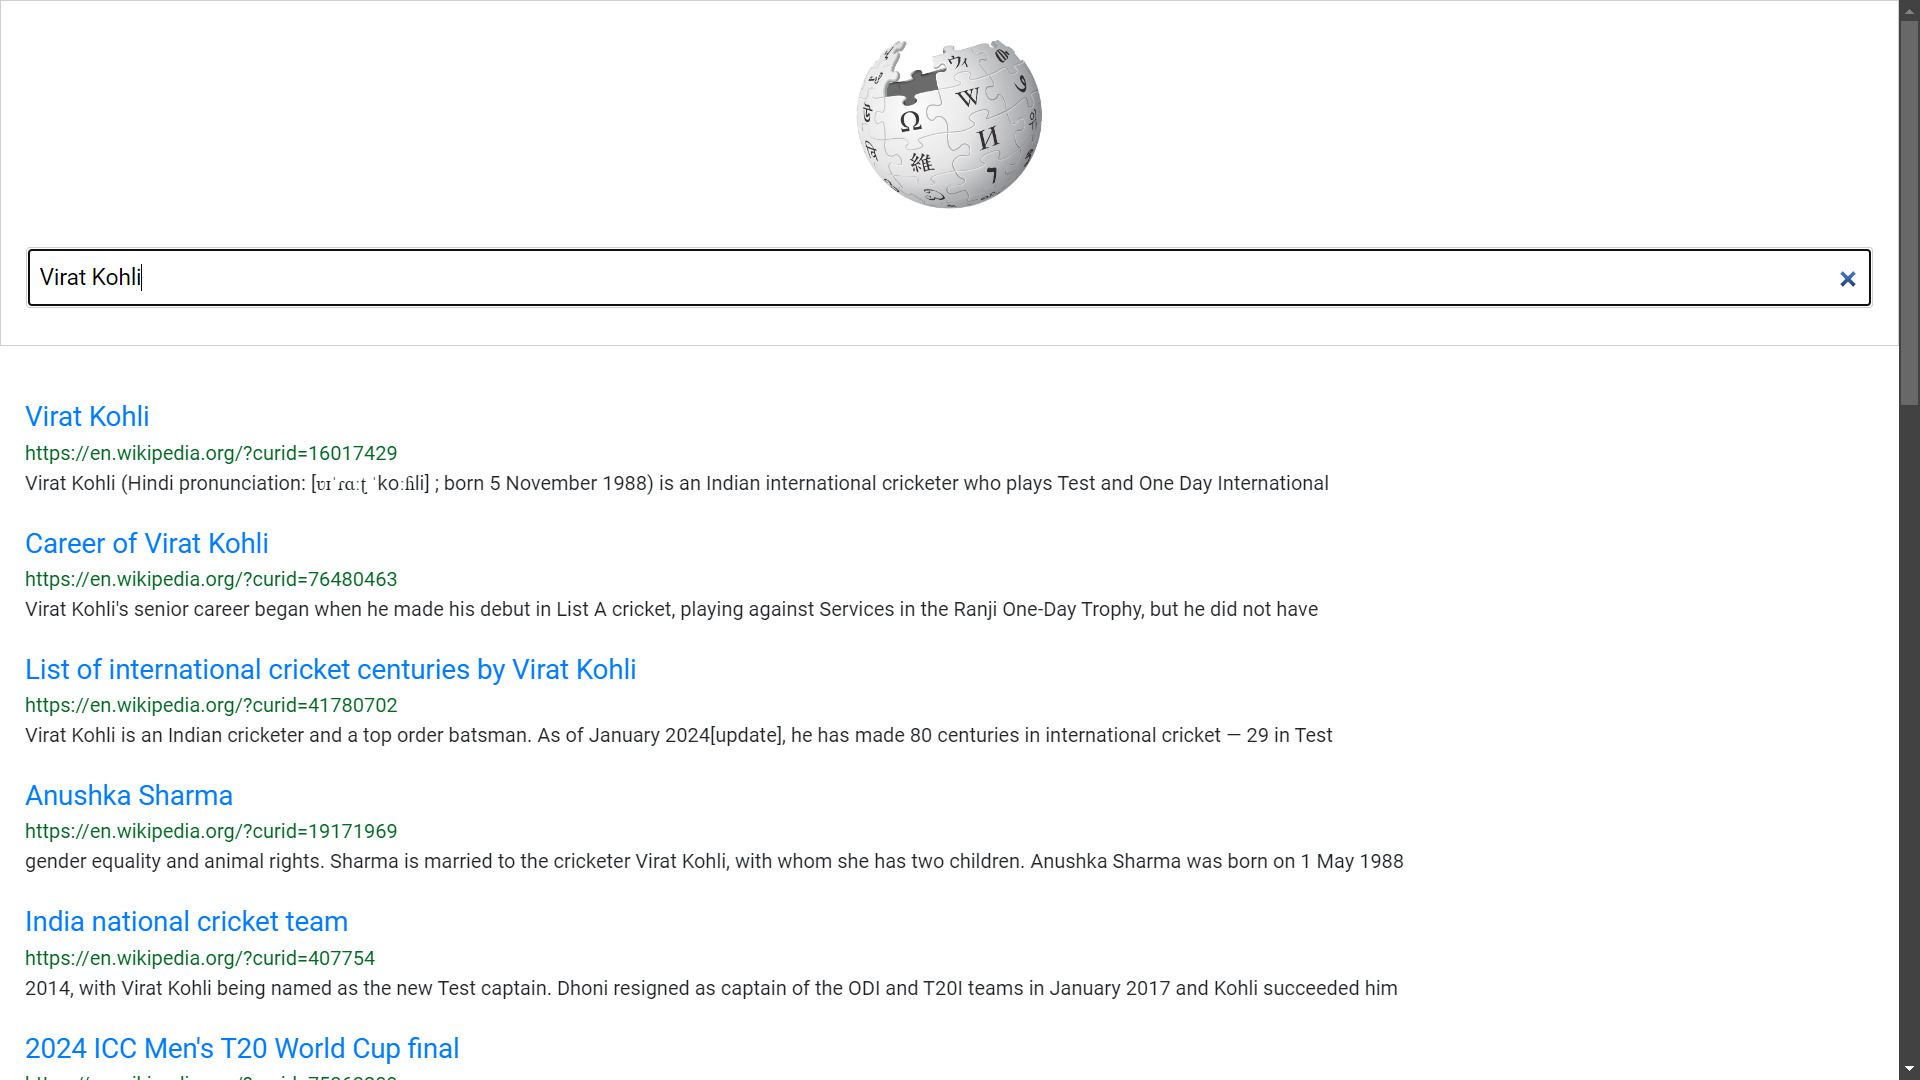 Ω
W
И
維
ウィ
Virat Kohli
Virat Kohli
https://en.wikipedia.org/?curid=16017429
Virat Kohli (Hindi pronunciation: [ʋɪˈɾɑːʈ ˈkoːɦli] ; born 5 November 1988) is an Indian international cricketer who plays Test and One Day International
Career of Virat Kohli
https://en.wikipedia.org/?curid=76480463
Virat Kohli's senior career began when he made his debut in List A cricket, playing against Services in the Ranji One-Day Trophy, but he did not have
List of international cricket centuries by Virat Kohli
https://en.wikipedia.org/?curid=41780702
Virat Kohli is an Indian cricketer and a top order batsman. As of January 2024[update], he has made 80 centuries in international cricket — 29 in Test
Anushka Sharma
https://en.wikipedia.org/?curid=19171969
gender equality and animal rights. Sharma is married to the cricketer Virat Kohli, with whom she has two children. Anushka Sharma was born on 1 May 1988
India national cricket team
https://en.wikipedia.org/?curid=407754
2014, with Virat Kohli being named as the new Test captain. Dhoni resigned as captain of the ODI and T20I teams in January 2017 and Kohli succeeded him
2024 ICC Men's T20 World Cup final